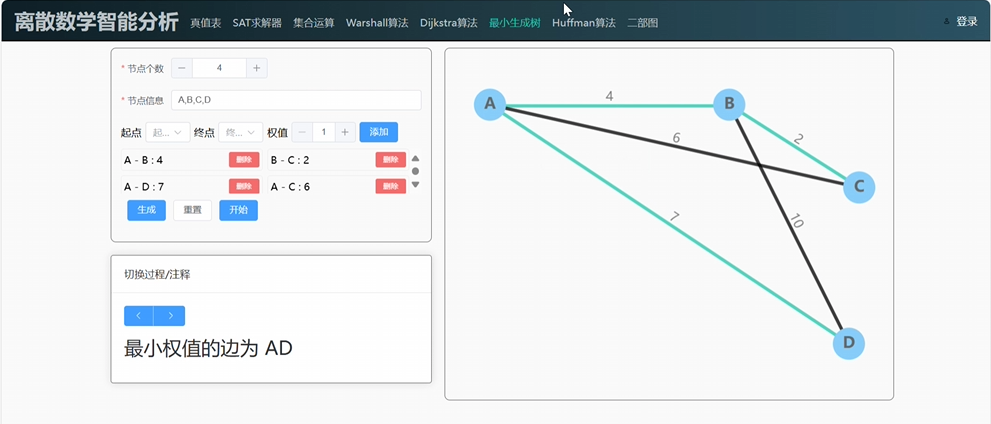 离散数学智能分析 真值表 SAT求解器 集合运算 Warshall算法 Dijkstra算法 最小生成树 Huffman算法 二部图 登录
* 节点个数 − 4 +
* 节点信息 A,B,C,D
起点 起... 终点 终... 权值 − 1 + 添加
A - B : 4 删除 B - C : 2 删除
A - D : 7 删除 A - C : 6 删除
生成 重置 开始
切换过程/注释
最小权值的边为 AD
A 4 B
6 2
C
7 10
D